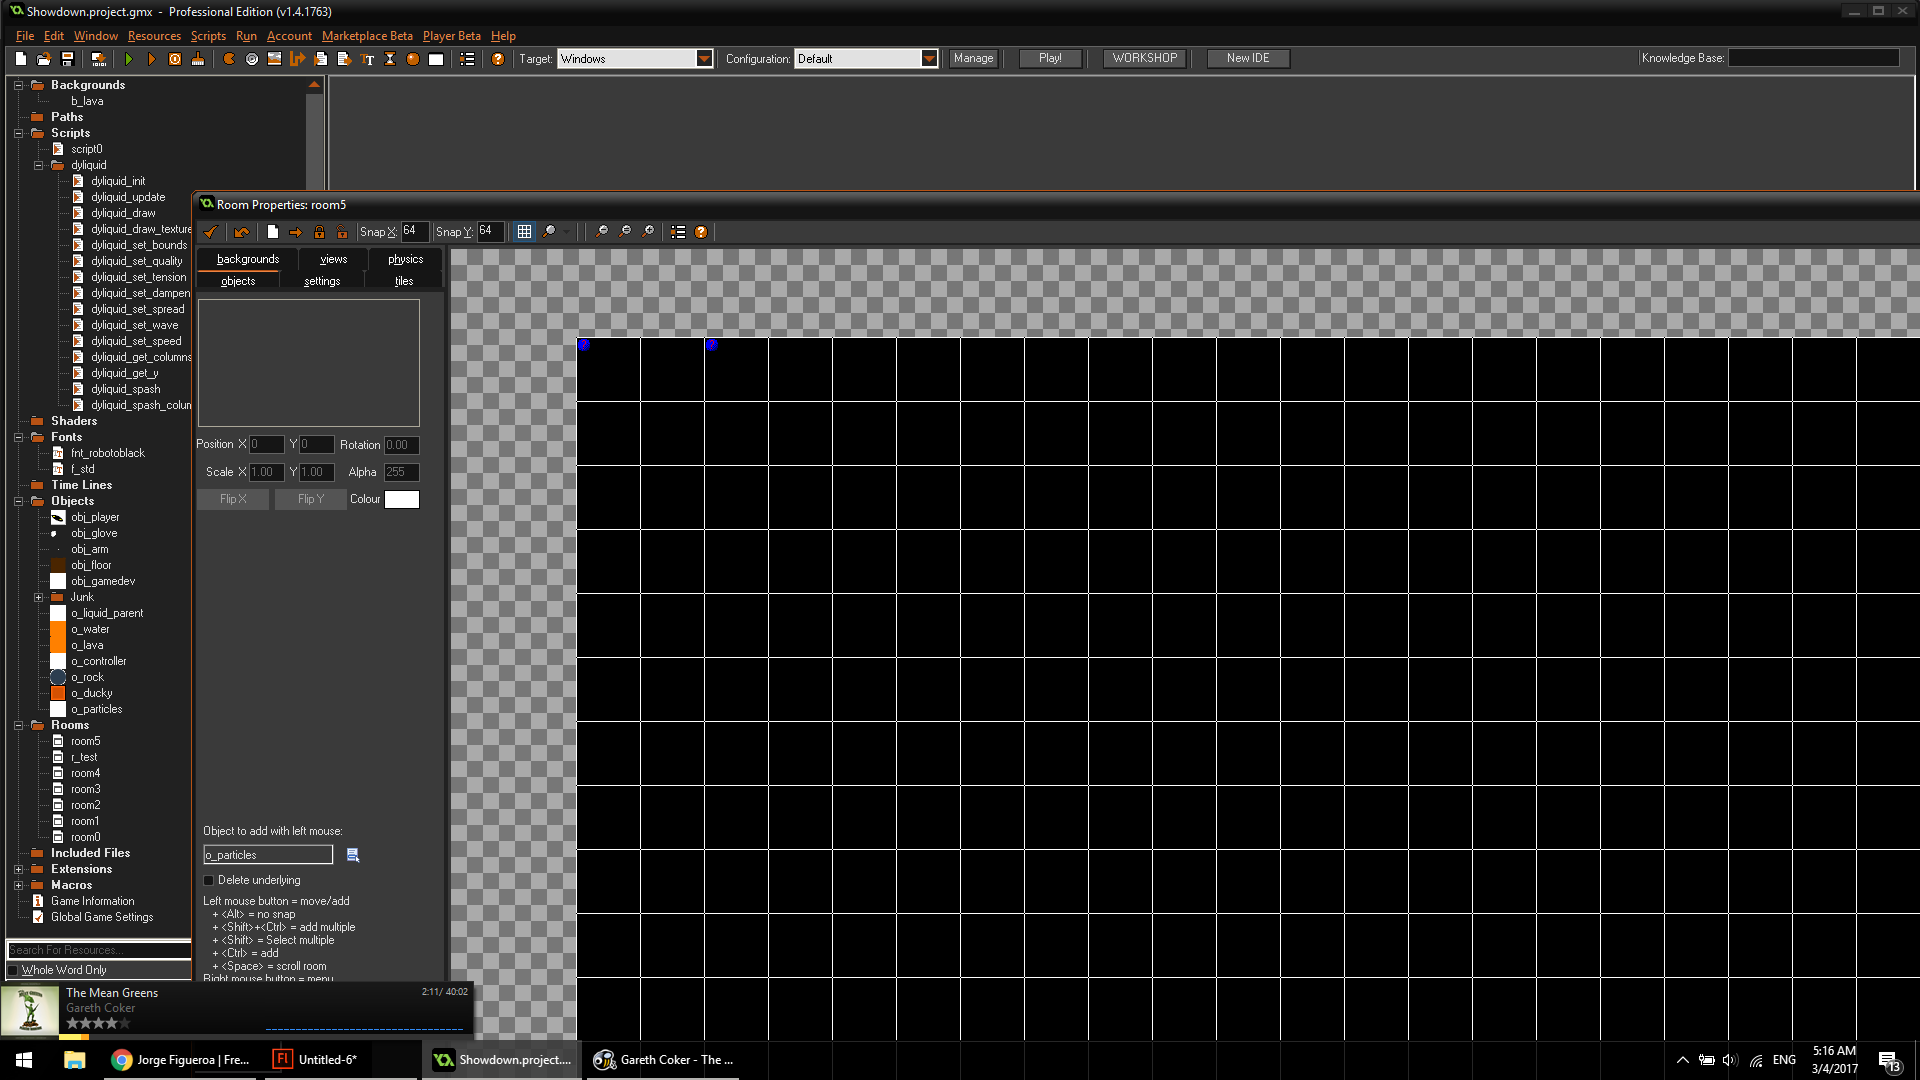 Showdown.project.gmx - Professional Edition (v1.4.1763)
File Edit Window Resources Scripts Run Account Marketplace Beta Player Beta Help
Target: Windows Configuration: Default Manage Play! WORKSHOP New IDE Knowledge Base:
Backgrounds
b_lava
Paths
Scripts
script0
dyliquid
dyliquid_init
dyliquid_update
dyliquid_draw
dyliquid_draw_texture
dyliquid_set_bounds
dyliquid_set_quality
dyliquid_set_tension
dyliquid_set_dampen
dyliquid_set_spread
dyliquid_set_wave
dyliquid_set_speed
dyliquid_get_columns
dyliquid_get_y
dyliquid_spash
dyliquid_spash_colun
Shaders
Fonts
fnt_robotoblack
f_std
Time Lines
Objects
obj_player
obj_glove
obj_arm
obj_floor
obj_gamedev
Junk
o_liquid_parent
o_water
o_lava
o_controller
o_rock
o_ducky
o_particles
Rooms
room5
r_test
room4
room3
room2
room1
room0
Included Files
Extensions
Macros
Game Information
Global Game Settings
Search For Resources...
Whole Word Only
Room Properties: room5
Snap X: 64 Snap Y: 64
backgrounds views physics
objects settings tiles
Position X 0 Y 0 Rotation 0.00
Scale X 1.00 Y 1.00 Alpha 255
Flip X Flip Y Colour
Object to add with left mouse:
o_particles
Delete underlying
Left mouse button = move/add
+ <Alt> = no snap
+ <Shift>+<Ctrl> = add multiple
+ <Shift> = Select multiple
+ <Ctrl> = add
+ <Space> = scroll room
Right mouse button = menu
The Mean Greens 2:11/ 40:02
Gareth Coker
Jorge Figueroa | Fre... Untitled-6* Showdown.project.... Gareth Coker - The ... ENG 5:16 AM
3/4/2017 13